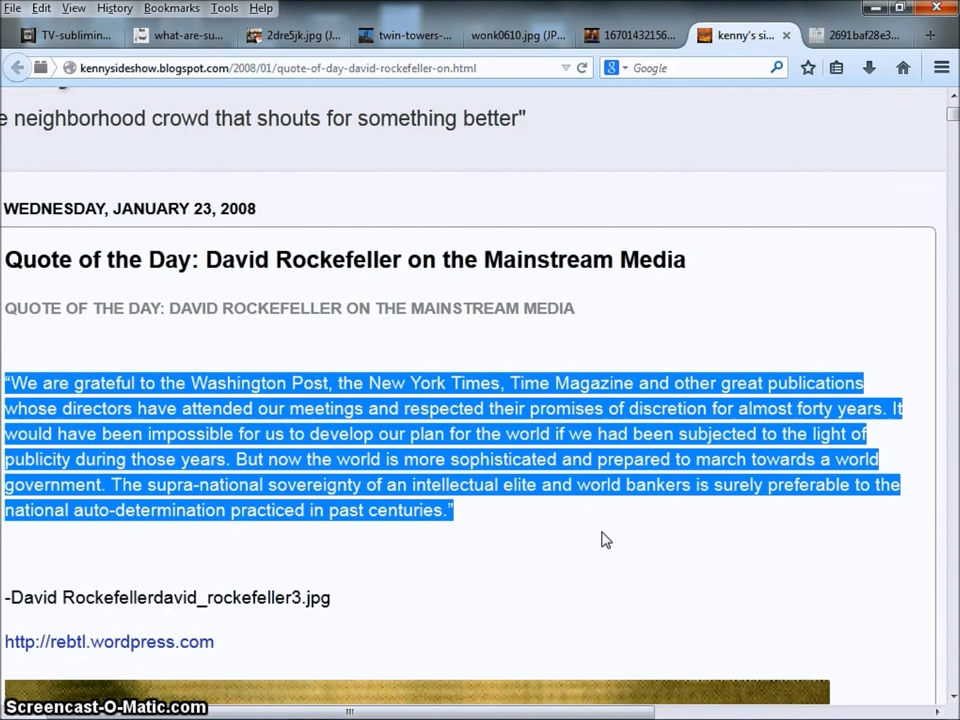 File Edit View History Bookmarks Tools Help
TV-sublimin... what-are-su... 2dre5jk.jpg (J... twin-towers-... wonk0610.jpg (JP... 16701432156... kenny's si... 2691baf28e3...
kennysideshow.blogspot.com/2008/01/quote-of-day-david-rockefeller-on.html Google
e neighborhood crowd that shouts for something better"
WEDNESDAY, JANUARY 23, 2008
Quote of the Day: David Rockefeller on the Mainstream Media
QUOTE OF THE DAY: DAVID ROCKEFELLER ON THE MAINSTREAM MEDIA
“We are grateful to the Washington Post, the New York Times, Time Magazine and other great publications
whose directors have attended our meetings and respected their promises of discretion for almost forty years. It
would have been impossible for us to develop our plan for the world if we had been subjected to the light of
publicity during those years. But now the world is more sophisticated and prepared to march towards a world
government. The supra-national sovereignty of an intellectual elite and world bankers is surely preferable to the
national auto-determination practiced in past centuries.”
-David Rockefellerdavid_rockefeller3.jpg
http://rebtl.wordpress.com
Screencast-O-Matic.com